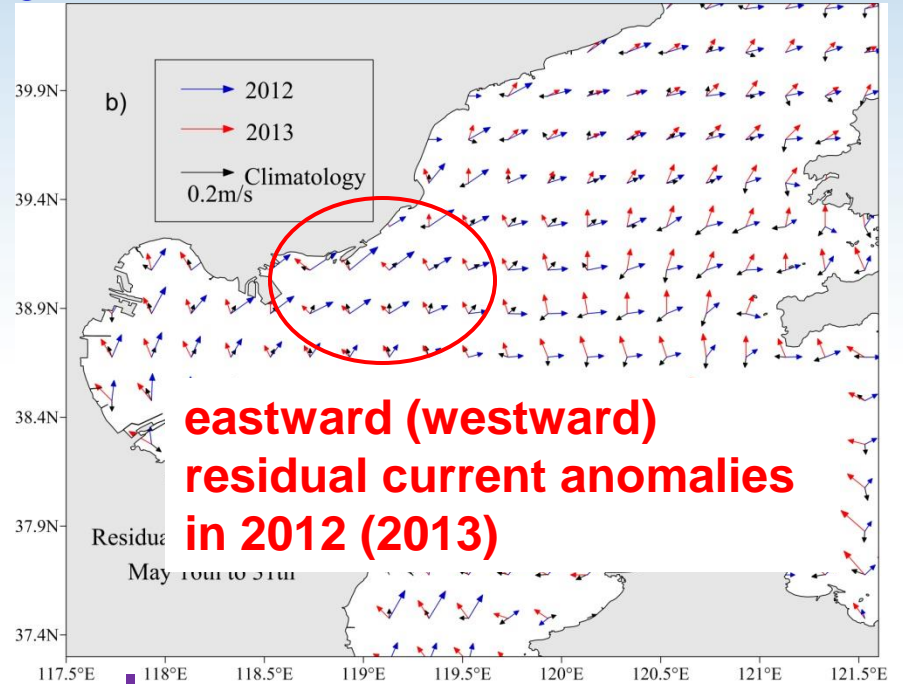 39.9N
39.4N
38.9N
38.4N
37.9N
37.4N
b)
2012
2013
Climatology
0.2m/s
eastward (westward)
residual current anomalies
in 2012 (2013)
May
117.5°E 118°E 118.5°E 119°E 119.5°E 120°E 120.5°E 121°E 121.5°E